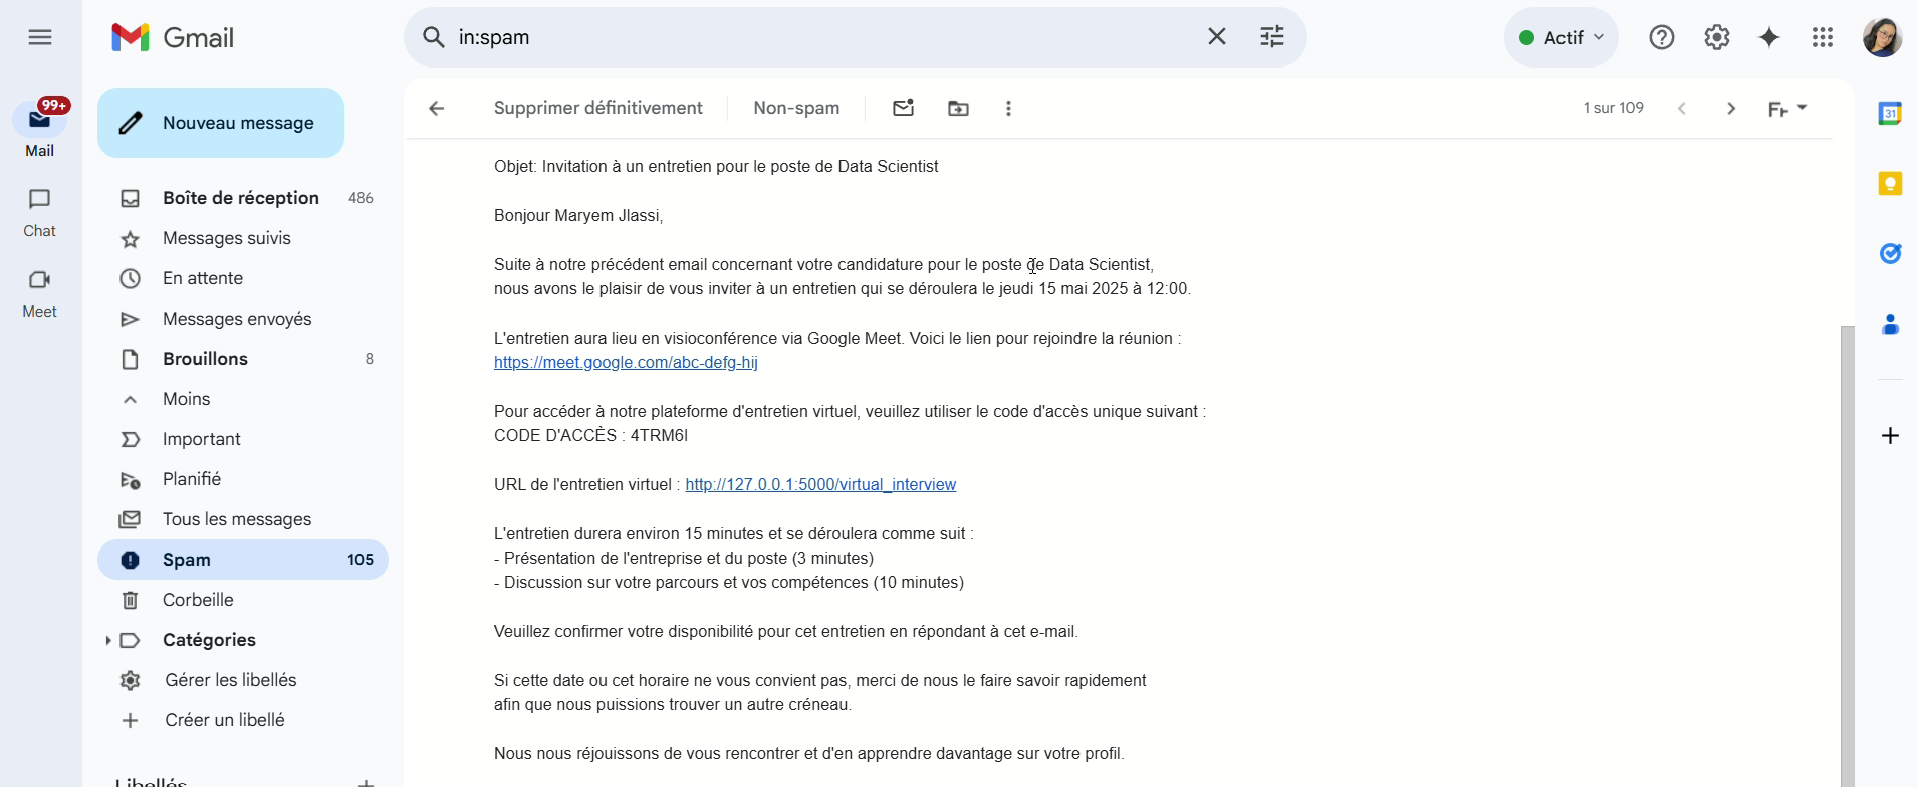 Gmail
in:spam
Actif
99+
Mail
Chat
Meet
Nouveau message
Boîte de réception 486
Messages suivis
En attente
Messages envoyés
Brouillons 8
Moins
Important
Planifié
Tous les messages
Spam 105
Corbeille
Catégories
Gérer les libellés
Créer un libellé
Libellés
Supprimer définitivement
Non-spam
1 sur 109
31
Objet: Invitation à un entretien pour le poste de Data Scientist
Bonjour Maryem Jlassi,
Suite à notre précédent email concernant votre candidature pour le poste de Data Scientist,
nous avons le plaisir de vous inviter à un entretien qui se déroulera le jeudi 15 mai 2025 à 12:00.
L'entretien aura lieu en visioconférence via Google Meet. Voici le lien pour rejoindre la réunion :
https://meet.google.com/abc-defg-hij
Pour accéder à notre plateforme d'entretien virtuel, veuillez utiliser le code d'accès unique suivant :
CODE D'ACCÈS : 4TRM6I
URL de l'entretien virtuel : http://127.0.0.1:5000/virtual_interview
L'entretien durera environ 15 minutes et se déroulera comme suit :
- Présentation de l'entreprise et du poste (3 minutes)
- Discussion sur votre parcours et vos compétences (10 minutes)
Veuillez confirmer votre disponibilité pour cet entretien en répondant à cet e-mail.
Si cette date ou cet horaire ne vous convient pas, merci de nous le faire savoir rapidement
afin que nous puissions trouver un autre créneau.
Nous nous réjouissons de vous rencontrer et d'en apprendre davantage sur votre profil.